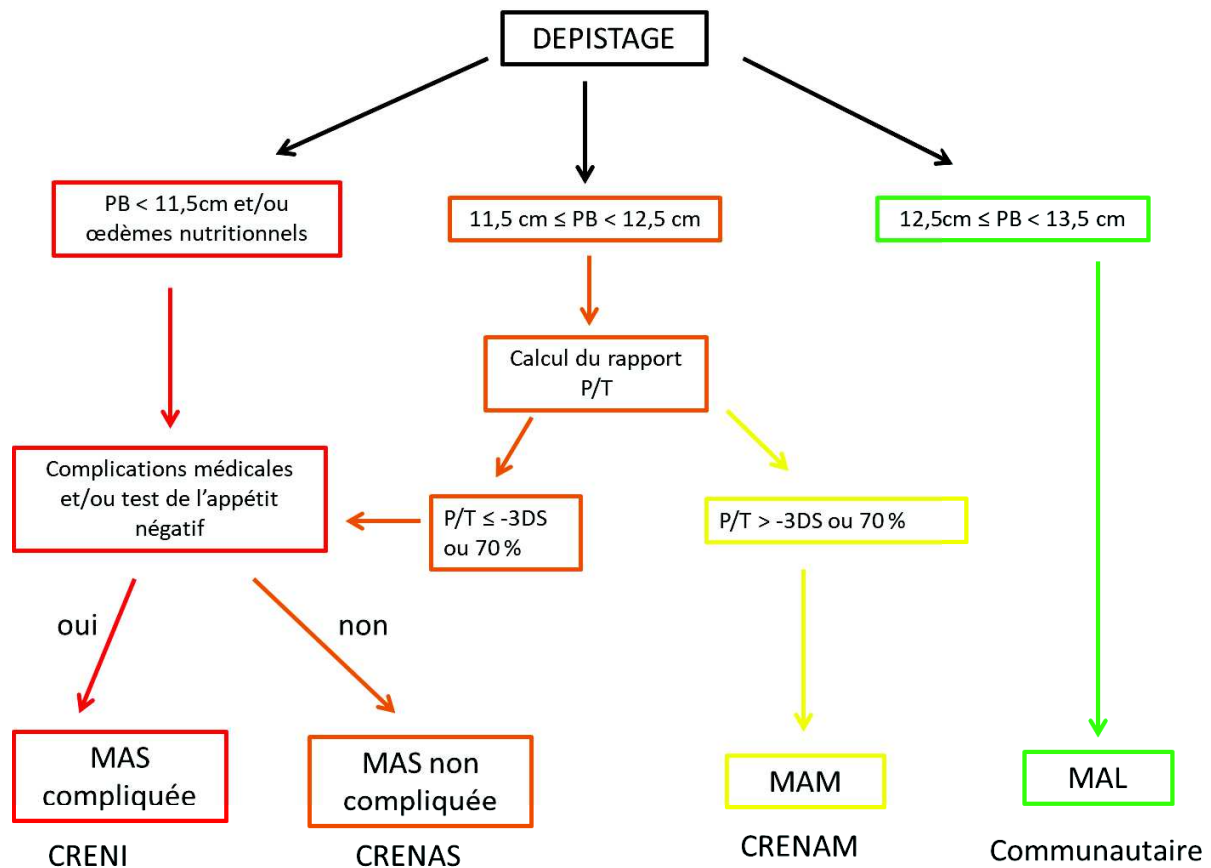 DEPISTAGE
PB < 11,5cm et/ou
œdèmes nutritionnels
11,5 cm ≤ PB < 12,5 cm
12,5cm ≤ PB < 13,5 cm
Calcul du rapport
P/T
Complications médicales
et/ou test de l’appétit
négatif
P/T ≤ -3DS
ou 70 %
P/T > -3DS ou 70 %
oui
non
MAS
compliquée
MAS non
compliquée
MAM
MAL
CRENI
CRENAS
CRENAM
Communautaire